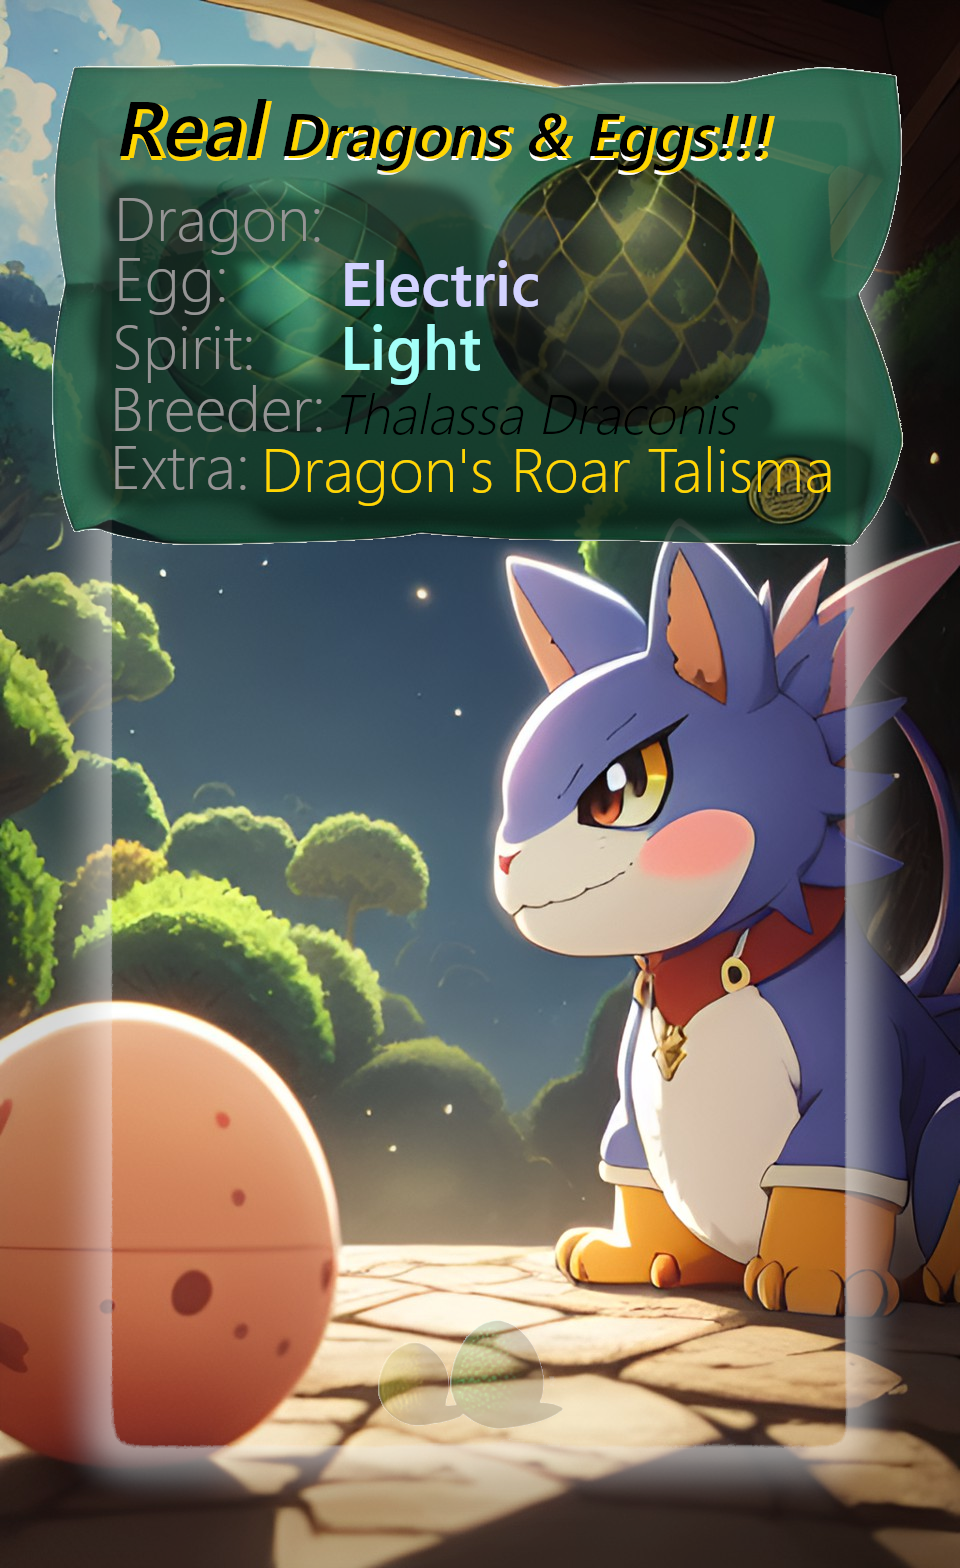 Real Dragons & Eggs!!!
Dragon:
Egg: Electric
Spirit: Light
Breeder: Thalassa Draconis
Extra: Dragon's Roar Talisma